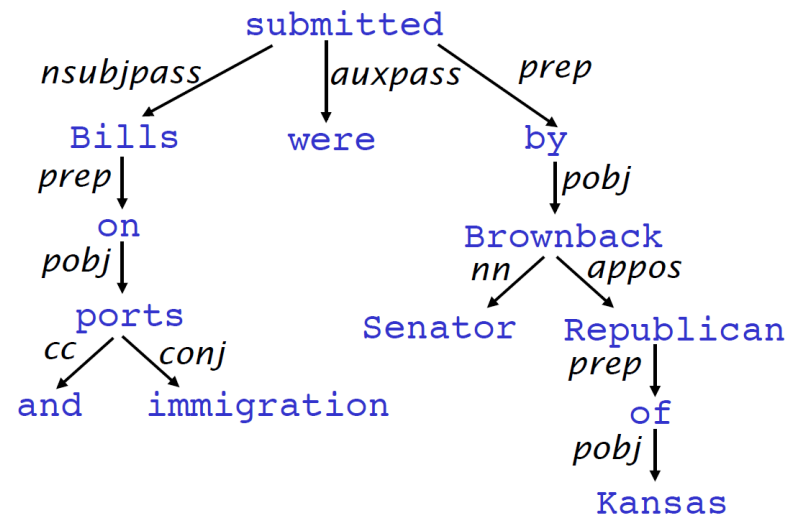 submitted
nsubjpass auxpass prep
Bills were by
prep pobj
on Brownback
pobj nn appos
ports Senator Republican
cc conj prep
and immigration of
pobj
Kansas